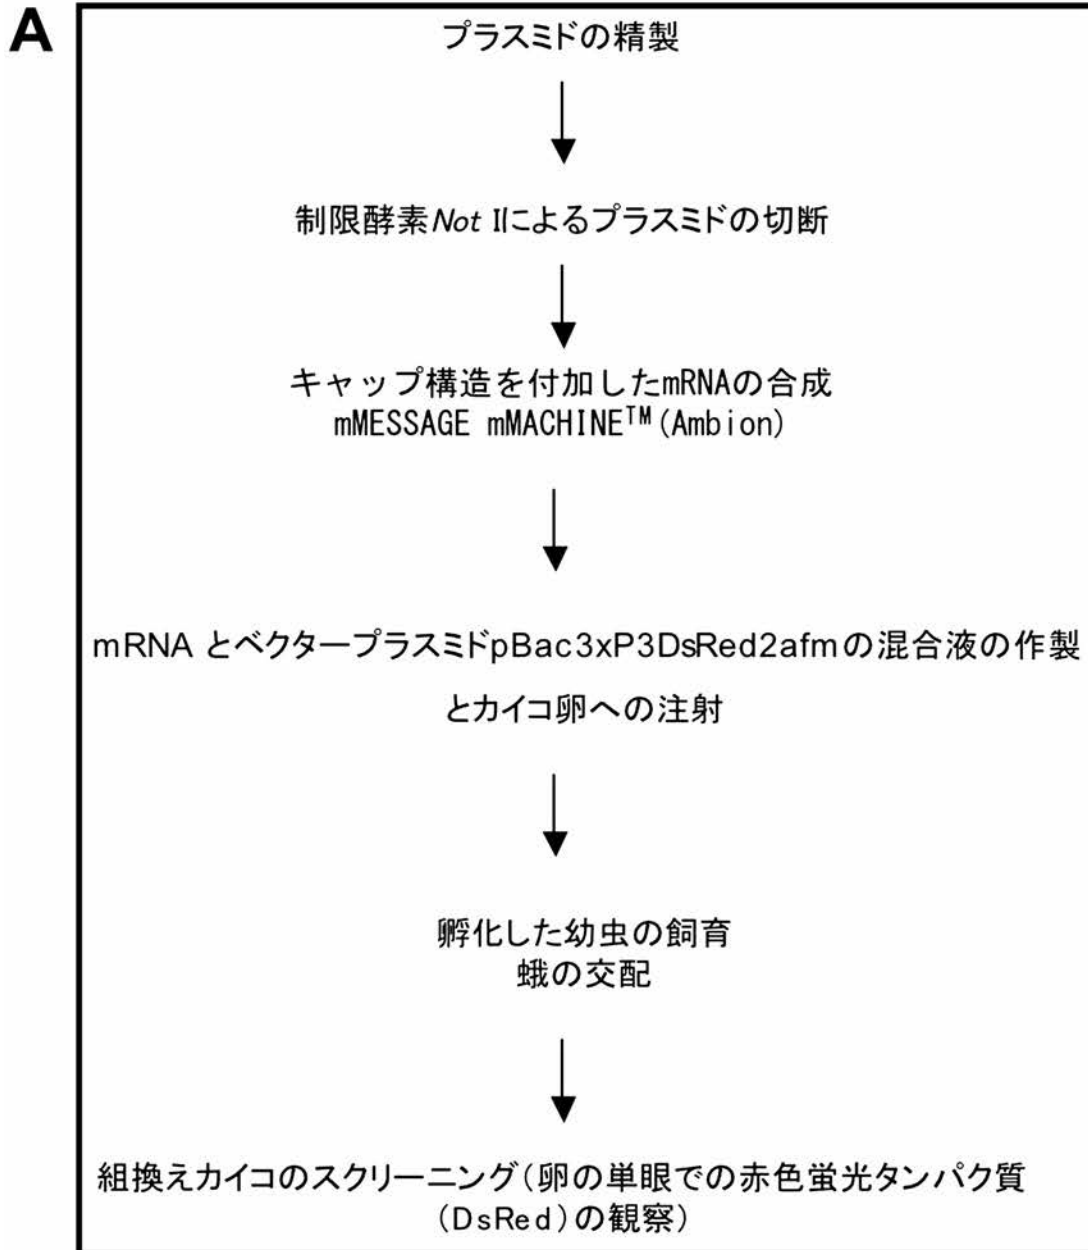 A
プラスミドの精製
制限酵素Not Iによるプラスミドの切断
キャップ構造を付加したmRNAの合成
mMESSAGE mMACHINE™(Ambion)
mRNA とベクタープラスミドpBac3xP3DsRed2afmの混合液の作製
とカイコ卵への注射
孵化した幼虫の飼育
蛾の交配
組換えカイコのスクリーニング(卵の単眼での赤色蛍光タンパク質
(DsRed)の観察)